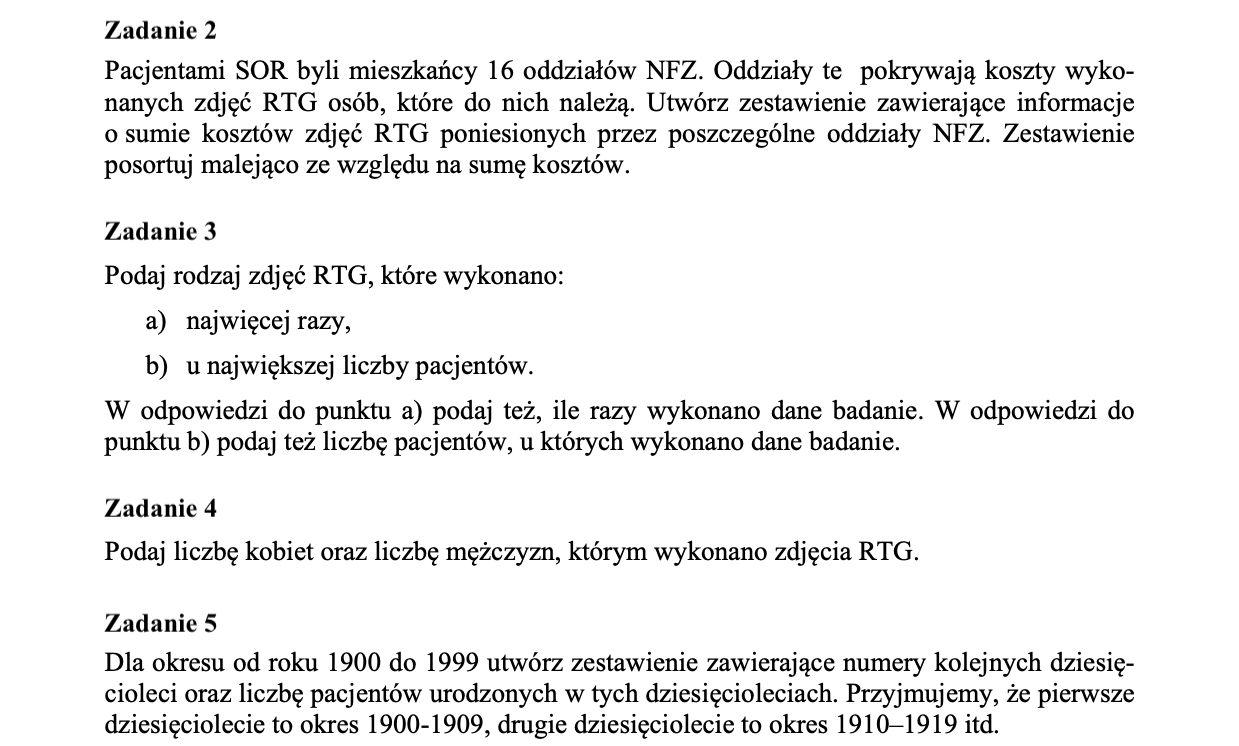 Zadanie 2
Pacjentami SOR byli mieszkańcy 16 oddziałów NFZ. Oddziały te pokrywają koszty wyko-
nanych zdjęć RTG osób, które do nich należą. Utwórz zestawienie zawierające informacje
o sumie kosztów zdjęć RTG poniesionych przez poszczególne oddziały NFZ. Zestawienie
posortuj malejąco ze względu na sumę kosztów.
Zadanie 3
Podaj rodzaj zdjęć RTG, które wykonano:
a) najwięcej razy,
b) u największej liczby pacjentów.
W odpowiedzi do punktu a) podaj też, ile razy wykonano dane badanie. W odpowiedzi do
punktu b) podaj też liczbę pacjentów, u których wykonano dane badanie.
Zadanie 4
Podaj liczbę kobiet oraz liczbę mężczyzn, którym wykonano zdjęcia RTG.
Zadanie 5
Dla okresu od roku 1900 do 1999 utwórz zestawienie zawierające numery kolejnych dziesię-
cioleci oraz liczbę pacjentów urodzonych w tych dziesięcioleciach. Przyjmujemy, że pierwsze
dziesięciolecie to okres 1900-1909, drugie dziesięciolecie to okres 1910–1919 itd.